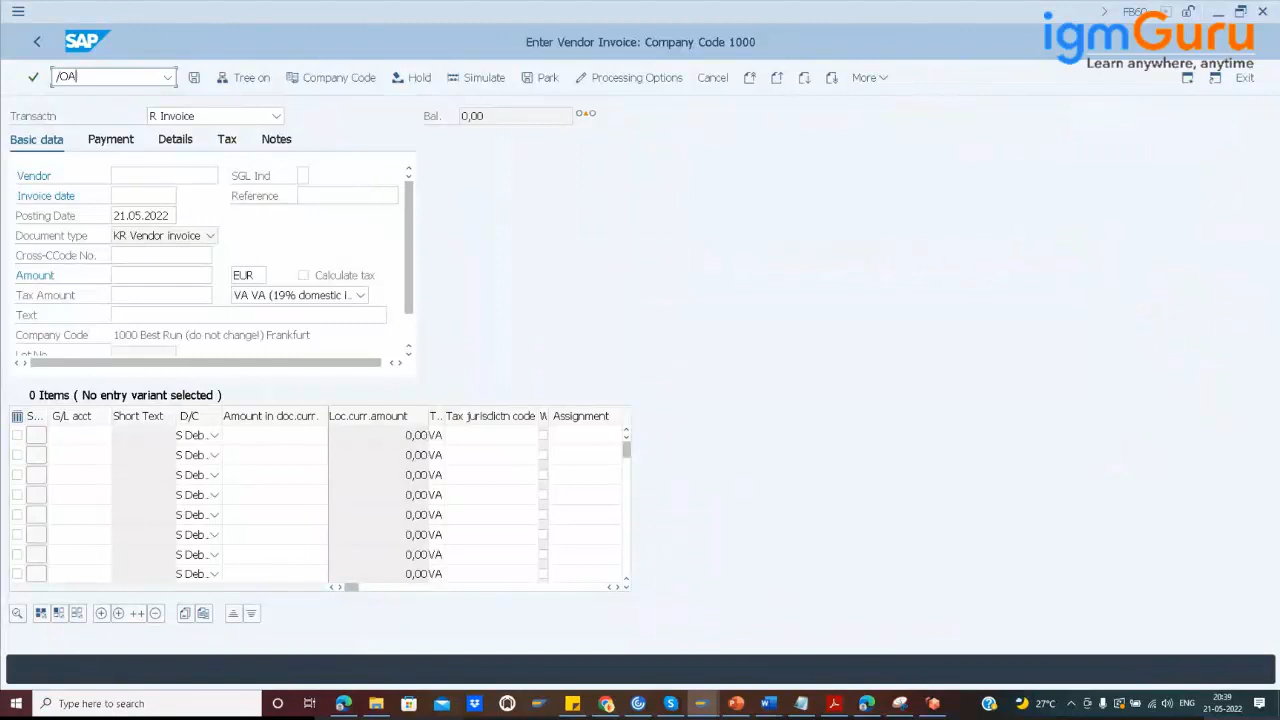 FB60
SAP
Enter Vendor Invoice: Company Code 1000
igmGuru
Learn anywhere, anytime
/OA
Tree on
Company Code
Hold
Simulate
Park
Processing Options
Cancel
More
Exit
Transactn
R Invoice
Bal.
0,00
Basic data
Payment
Details
Tax
Notes
Vendor
SGL Ind
Invoice date
Reference
Posting Date
21.05.2022
Document type
KR Vendor invoice
Cross-CCode No.
Amount
EUR
Calculate tax
Tax Amount
VA VA (19% domestic i..
Text
Company Code
1000 Best Run (do not change!) Frankfurt
Lot No.
0 Items ( No entry variant selected )
S... G/L acct Short Text D/C Amount in doc.curr. Loc.curr.amount T.. Tax jurisdictn code W Assignment
S Deb.. 0,00 VA
S Deb.. 0,00 VA
S Deb.. 0,00 VA
S Deb.. 0,00 VA
S Deb.. 0,00 VA
S Deb.. 0,00 VA
S Deb.. 0,00 VA
S Deb.. 0,00 VA
Type here to search
27°C
ENG
20:39
21-05-2022